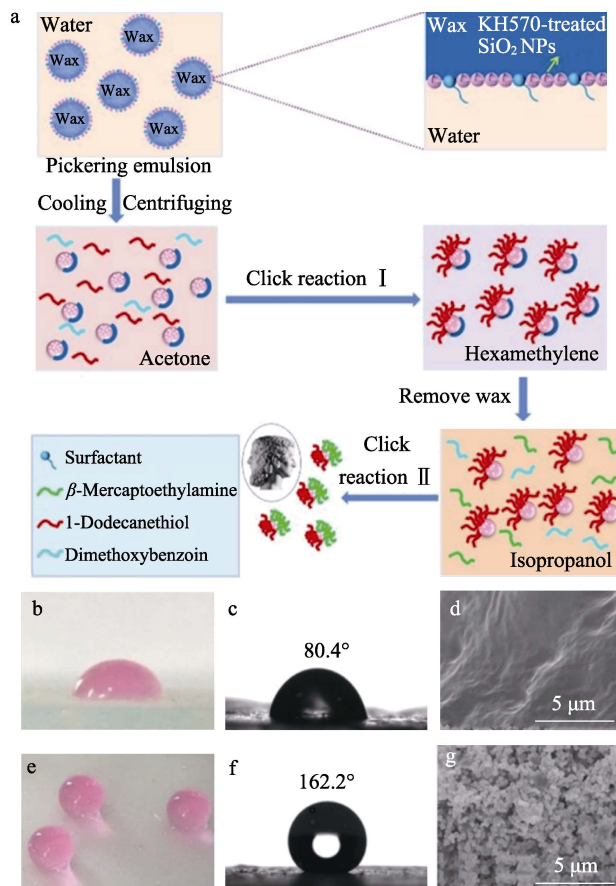 a
Water
Wax
Wax
Wax
Wax
Wax
Wax
Pickering emulsion
Wax KH570-treated
SiO₂ NPs
Water
Cooling Centrifuging
Acetone
Click reaction Ⅰ
Hexamethylene
Remove wax
Surfactant
β-Mercaptoethylamine
1-Dodecanethiol
Dimethoxybenzoin
Click
reaction Ⅱ
Isopropanol
b
c
80.4°
d
5 μm
e
f
162.2°
g
5 μm